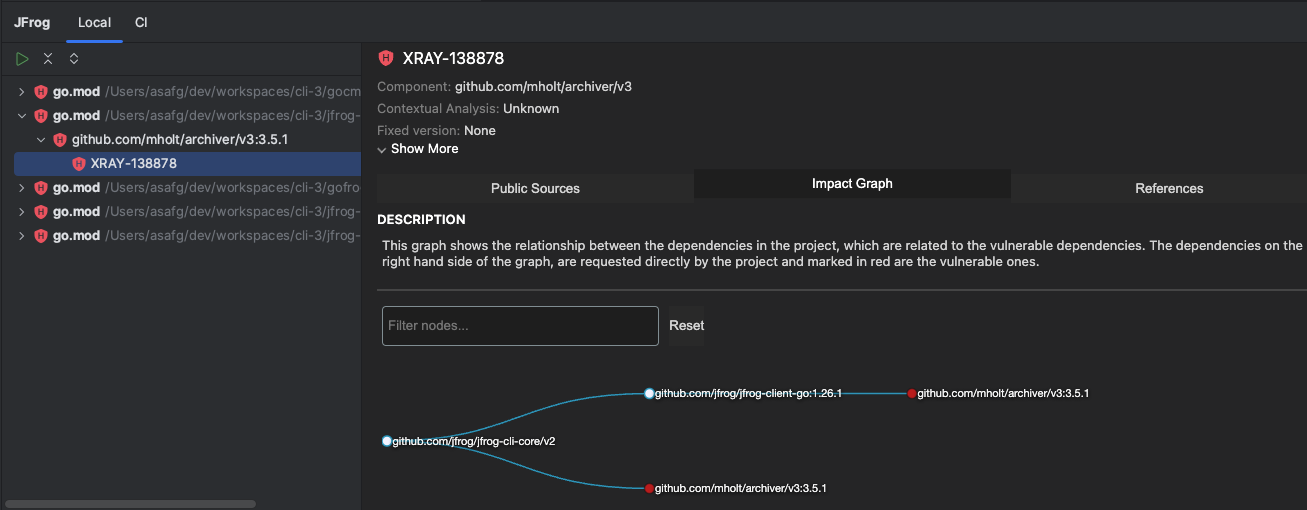 JFrog Local CI
go.mod /Users/asafg/dev/workspaces/cli-3/gocm
go.mod /Users/asafg/dev/workspaces/cli-3/jfrog-
github.com/mholt/archiver/v3:3.5.1
XRAY-138878
go.mod /Users/asafg/dev/workspaces/cli-3/gofro
go.mod /Users/asafg/dev/workspaces/cli-3/jfrog-
go.mod /Users/asafg/dev/workspaces/cli-3/jfrog-
H XRAY-138878
Component: github.com/mholt/archiver/v3
Contextual Analysis: Unknown
Fixed version: None
Show More
Public Sources Impact Graph References
DESCRIPTION
This graph shows the relationship between the dependencies in the project, which are related to the vulnerable dependencies. The dependencies on the
right hand side of the graph, are requested directly by the project and marked in red are the vulnerable ones.
Filter nodes... Reset
github.com/jfrog/jfrog-client-go:1.26.1 github.com/mholt/archiver/v3:3.5.1
github.com/jfrog/jfrog-cli-core/v2
github.com/mholt/archiver/v3:3.5.1